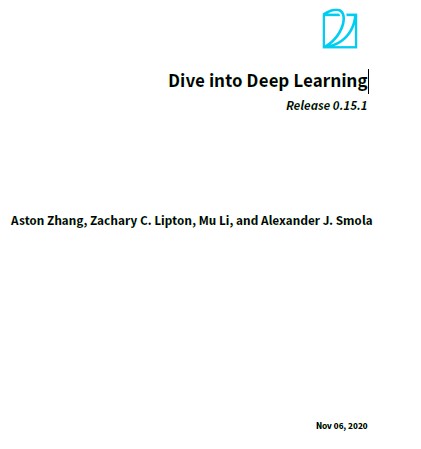 Dive into Deep Learning
Release 0.15.1
Aston Zhang, Zachary C. Lipton, Mu Li, and Alexander J. Smola
Nov 06, 2020